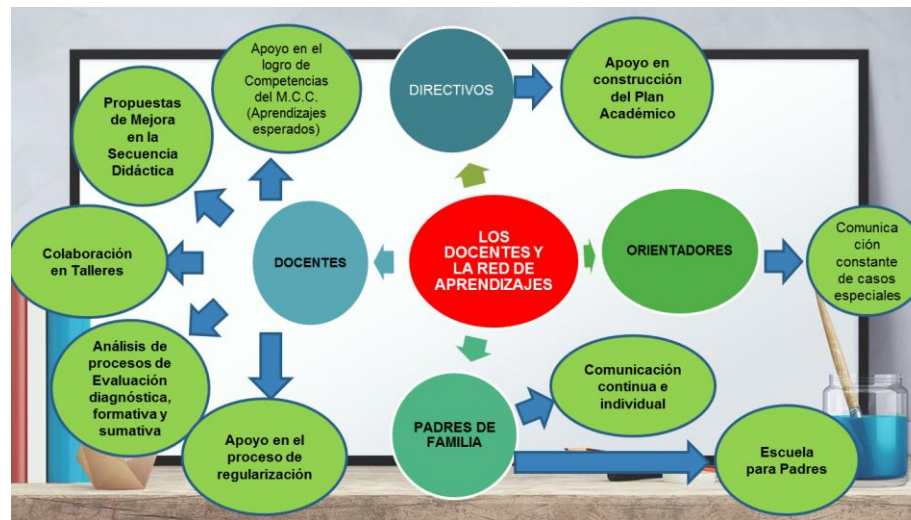 Apoyo en el
logro de
Competencias
del M.C.C.
(Aprendizajes
esperados)
DIRECTIVOS
Apoyo en
construcción
del Plan
Académico
Propuestas
de Mejora
en la
Secuencia
Didáctica
Colaboración
en Talleres
DOCENTES
LOS
DOCENTES Y
LA RED DE
APRENDIZAJES
ORIENTADORES
Comunica
ción
constante
de casos
especiales
Análisis de
procesos de
Evaluación
diagnóstica,
formativa y
sumativa
Apoyo en el
proceso de
regularización
PADRES DE
FAMILIA
Comunicación
continua e
individual
Escuela
para Padres